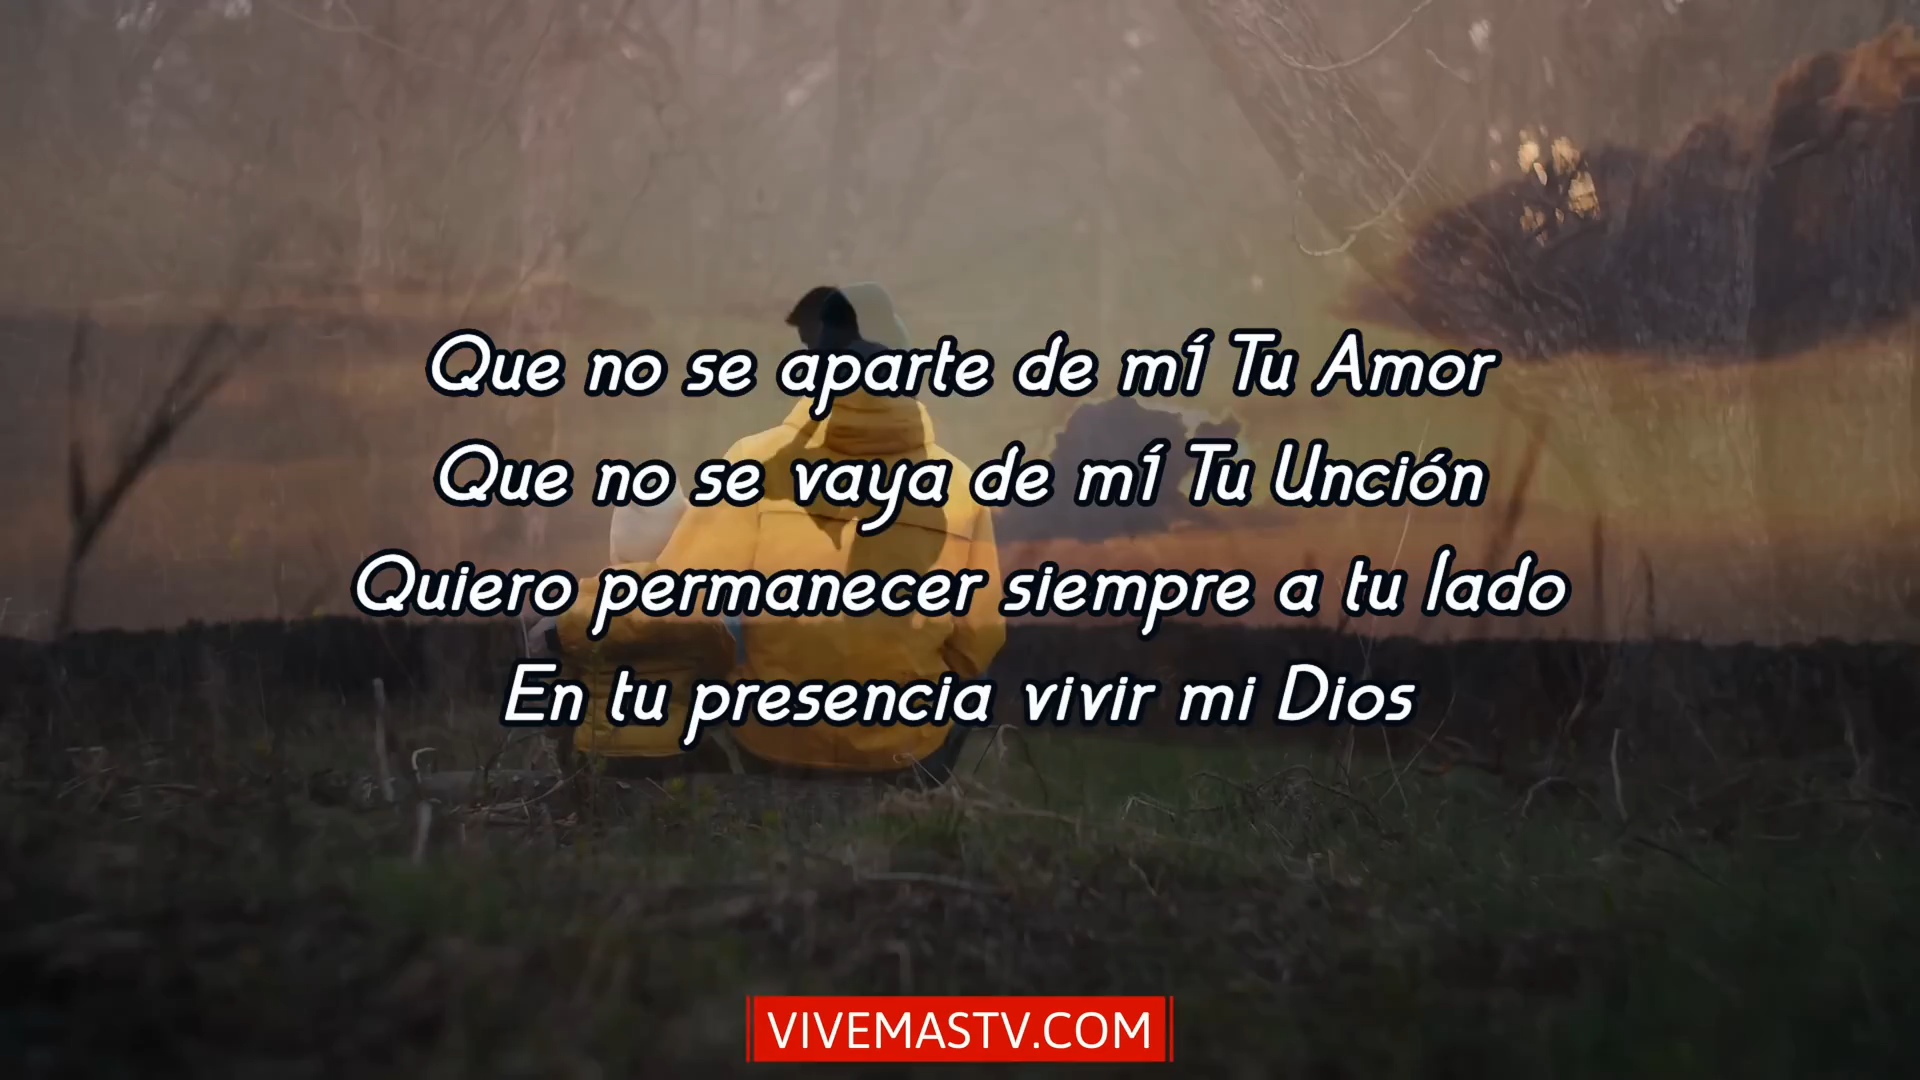 Que no se aparte de mí Tu Amor
Que no se vaya de mí Tu Unción
Quiero permanecer siempre a tu lado
En tu presencia vivir mi Dios
VIVEMASTV.COM